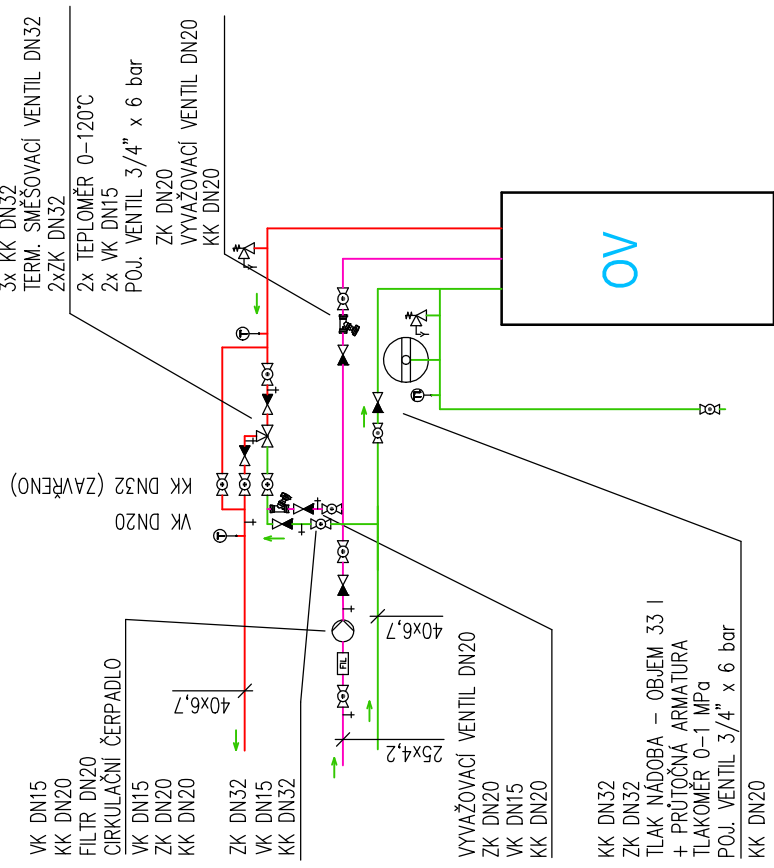 3x KK DN32
TERM. SMĚŠOVACÍ VENTIL DN32
2xZK DN32
2x TEPLOMĚR 0-120°C
2x VK DN15
POJ. VENTIL 3/4" x 6 bar
ZK DN20
VYVAŽOVACÍ VENTIL DN20
KK DN20
OV
KK DN32 (ZAVŘENO)
VK DN20
T
T
40x6,7
40x6,7
25x4,2
FIL
VK DN15
KK DN20
FILTR DN20
CIRKULAČNÍ ČERPADLO
VK DN15
ZK DN20
KK DN20
ZK DN32
VK DN15
KK DN32
VYVAŽOVACÍ VENTIL DN20
ZK DN20
VK DN15
KK DN20
KK DN32
ZK DN32
TLAK NÁDOBA - OBJEM 33 l
+ PRŮTOČNÁ ARMATURA
TLAKOMĚR 0-1 MPa
POJ. VENTIL 3/4" x 6 bar
KK DN20